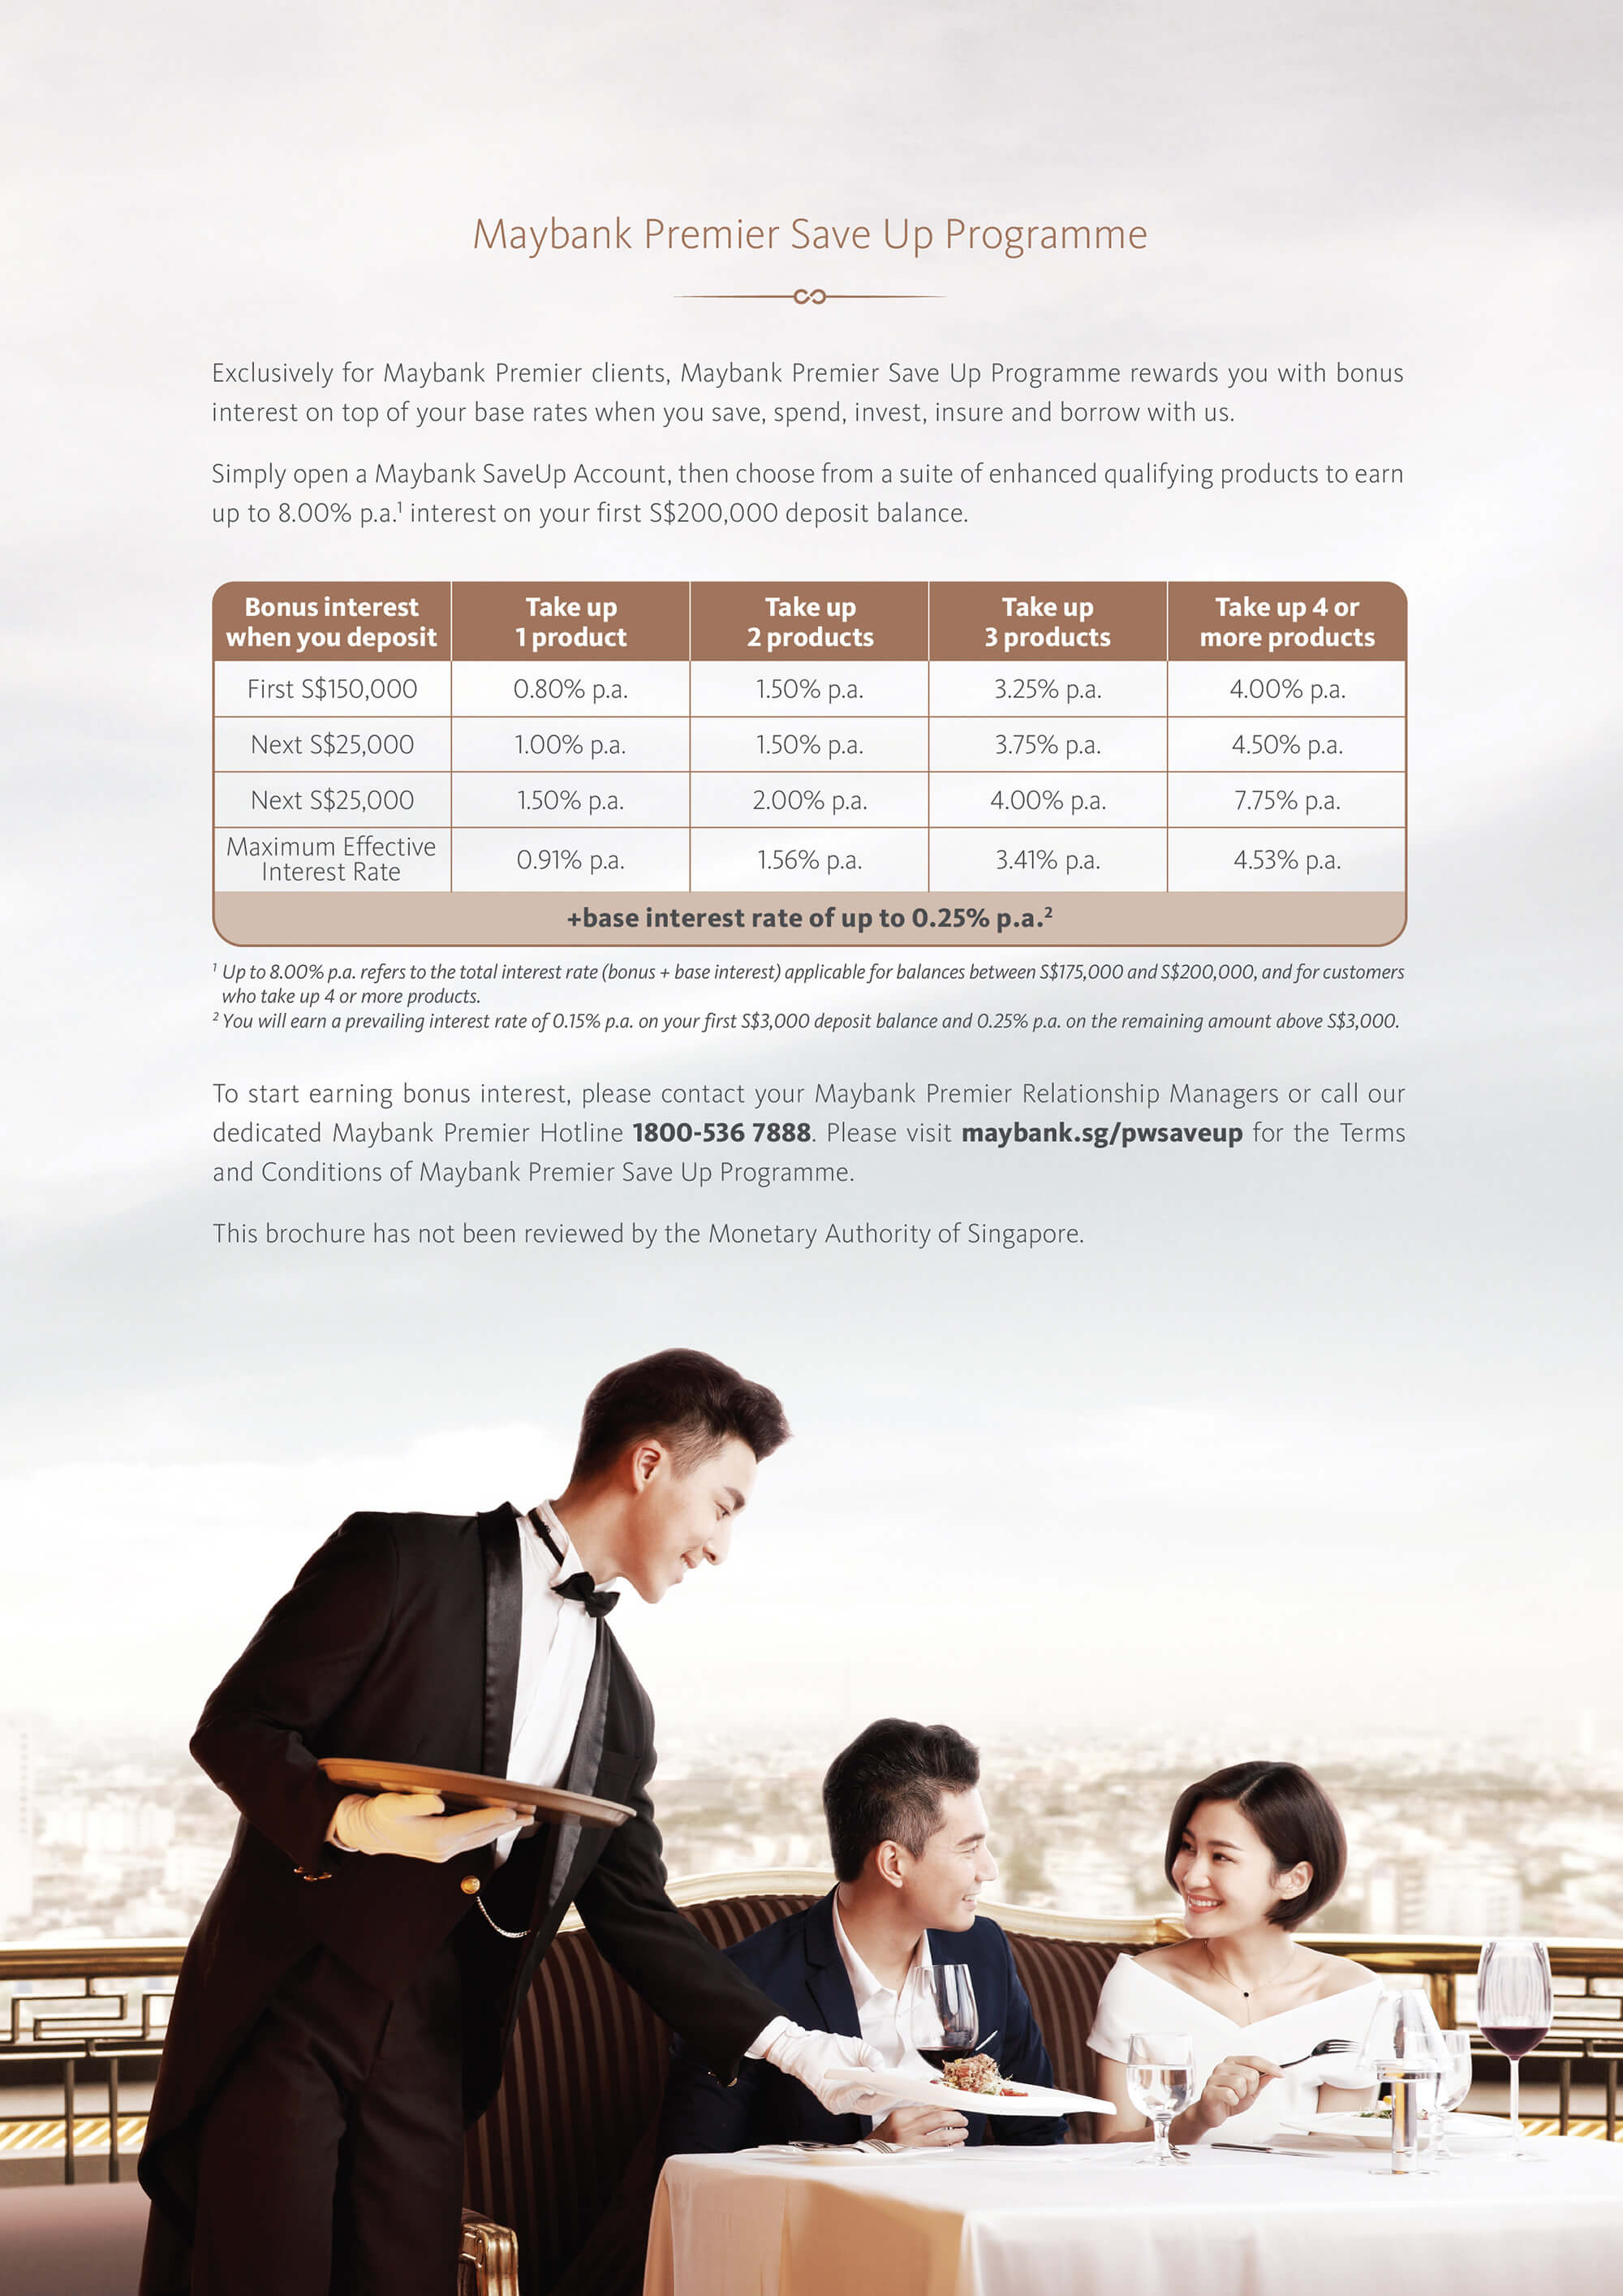 Maybank Premier Save Up Programme
Exclusively for Maybank Premier clients, Maybank Premier Save Up Programme rewards you with bonus
interest on top of your base rates when you save, spend, invest, insure and borrow with us.
Simply open a Maybank SaveUp Account, then choose from a suite of enhanced qualifying products to earn
up to 8.00% p.a.¹ interest on your first S$200,000 deposit balance.
Bonus interest when you deposit Take up 1 product Take up 2 products Take up 3 products Take up 4 or more products
First S$150,000 0.80% p.a. 1.50% p.a. 3.25% p.a. 4.00% p.a.
Next S$25,000 1.00% p.a. 1.50% p.a. 3.75% p.a. 4.50% p.a.
Next S$25,000 1.50% p.a. 2.00% p.a. 4.00% p.a. 7.75% p.a.
Maximum Effective Interest Rate 0.91% p.a. 1.56% p.a. 3.41% p.a. 4.53% p.a.
+base interest rate of up to 0.25% p.a.²
¹ Up to 8.00% p.a. refers to the total interest rate (bonus + base interest) applicable for balances between S$175,000 and S$200,000, and for customers
who take up 4 or more products.
² You will earn a prevailing interest rate of 0.15% p.a. on your first S$3,000 deposit balance and 0.25% p.a. on the remaining amount above S$3,000.
To start earning bonus interest, please contact your Maybank Premier Relationship Managers or call our
dedicated Maybank Premier Hotline 1800-536 7888. Please visit maybank.sg/pwsaveup for the Terms
and Conditions of Maybank Premier Save Up Programme.
This brochure has not been reviewed by the Monetary Authority of Singapore.